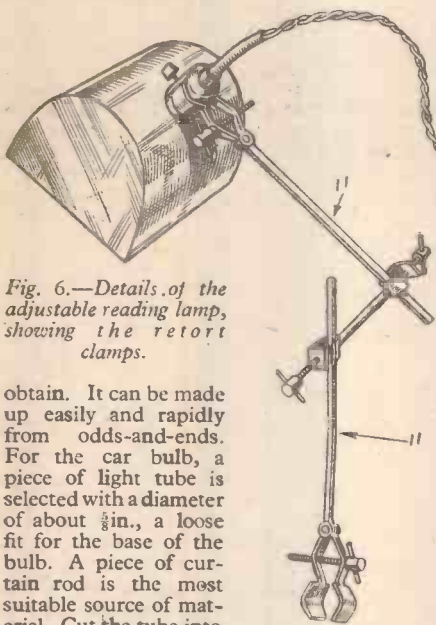 Fig. 6.—Details of the
adjustable reading lamp,
showing the retort
clamps.
obtain. It can be made
up easily and rapidly
from odds-and-ends.
For the car bulb, a
piece of light tube is
selected with a diameter
of about ⅝in., a loose
fit for the base of the
bulb. A piece of cur-
tain rod is the most
suitable source of mat-
erial. Cut the tube into
11
11